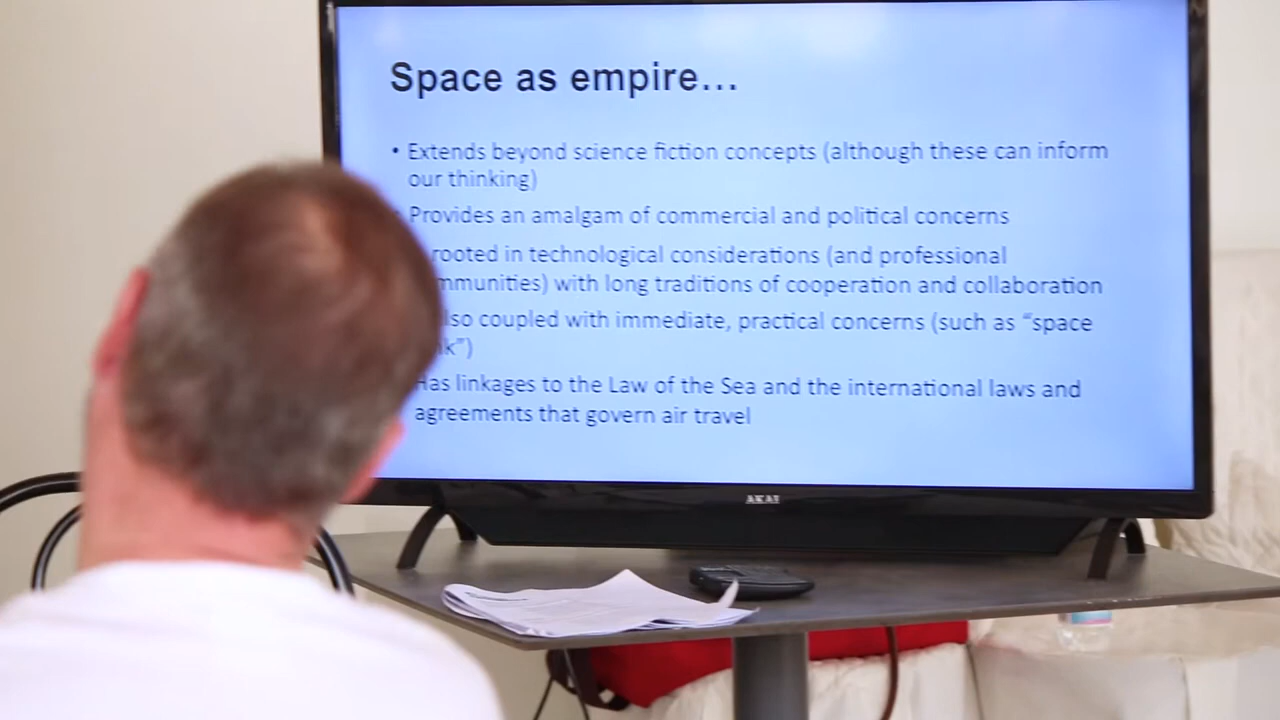 Space as empire...
• Extends beyond science fiction concepts (although these can inform
our thinking)
Provides an amalgam of commercial and political concerns
rooted in technological considerations (and professional
mmunities) with long traditions of cooperation and collaboration
lso coupled with immediate, practical concerns (such as “space
nk”)
Has linkages to the Law of the Sea and the international laws and
agreements that govern air travel
AKAI